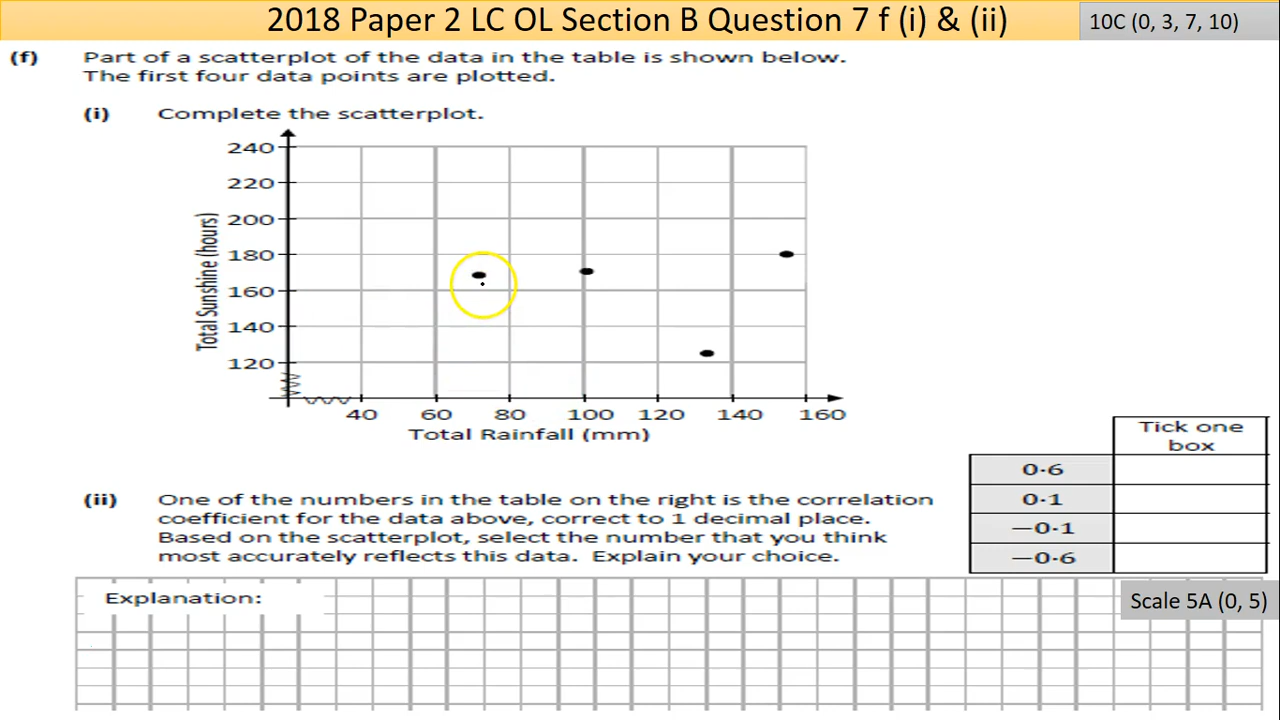 2018 Paper 2 LC OL Section B Question 7 f (i) & (ii)
10C (0, 3, 7, 10)
(f) Part of a scatterplot of the data in the table is shown below.
The first four data points are plotted.
(i) Complete the scatterplot.
240
220
200
180
160
140
120
Total Sunshine (hours)
40 60 80 100 120 140 160
Total Rainfall (mm)
Tick one
box
0·6
0·1
—0·1
—0·6
(ii) One of the numbers in the table on the right is the correlation
coefficient for the data above, correct to 1 decimal place.
Based on the scatterplot, select the number that you think
most accurately reflects this data. Explain your choice.
Explanation:
Scale 5A (0, 5)